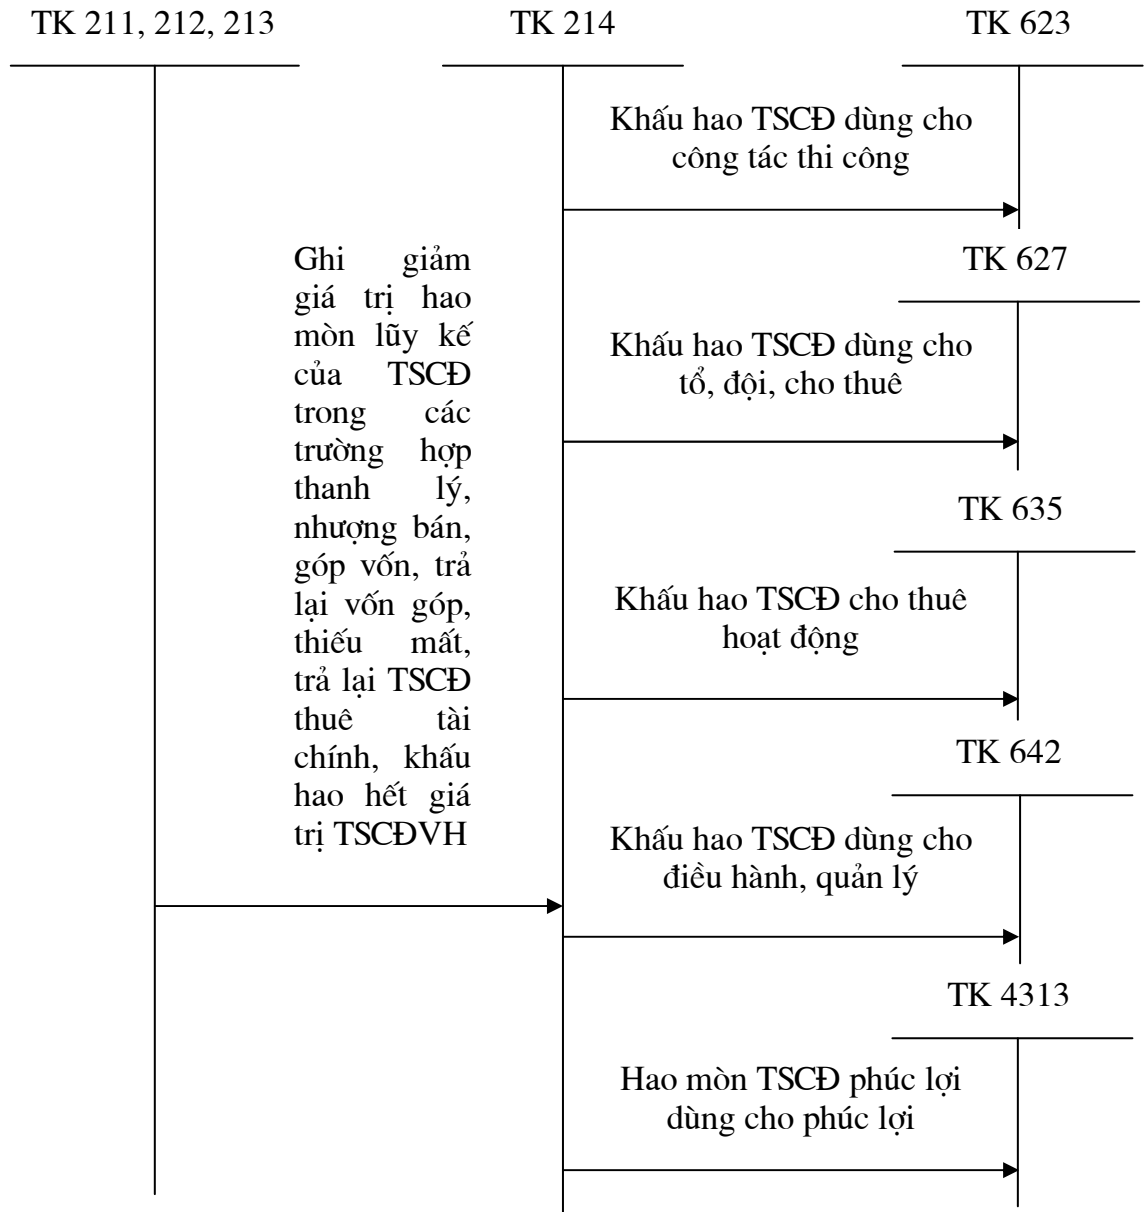 TK 211, 212, 213
TK 214
TK 623
Khấu hao TSCĐ dùng cho
công tác thi công
Ghi giảm
giá trị hao
mòn lũy kế
của TSCĐ
trong các
trường hợp
thanh lý,
nhượng bán,
góp vốn, trả
lại vốn góp,
thiếu mất,
trả lại TSCĐ
thuê tài
chính, khấu
hao hết giá
trị TSCĐVH
TK 627
Khấu hao TSCĐ dùng cho
tổ, đội, cho thuê
TK 635
Khấu hao TSCĐ cho thuê
hoạt động
TK 642
Khấu hao TSCĐ dùng cho
điều hành, quản lý
TK 4313
Hao mòn TSCĐ phúc lợi
dùng cho phúc lợi